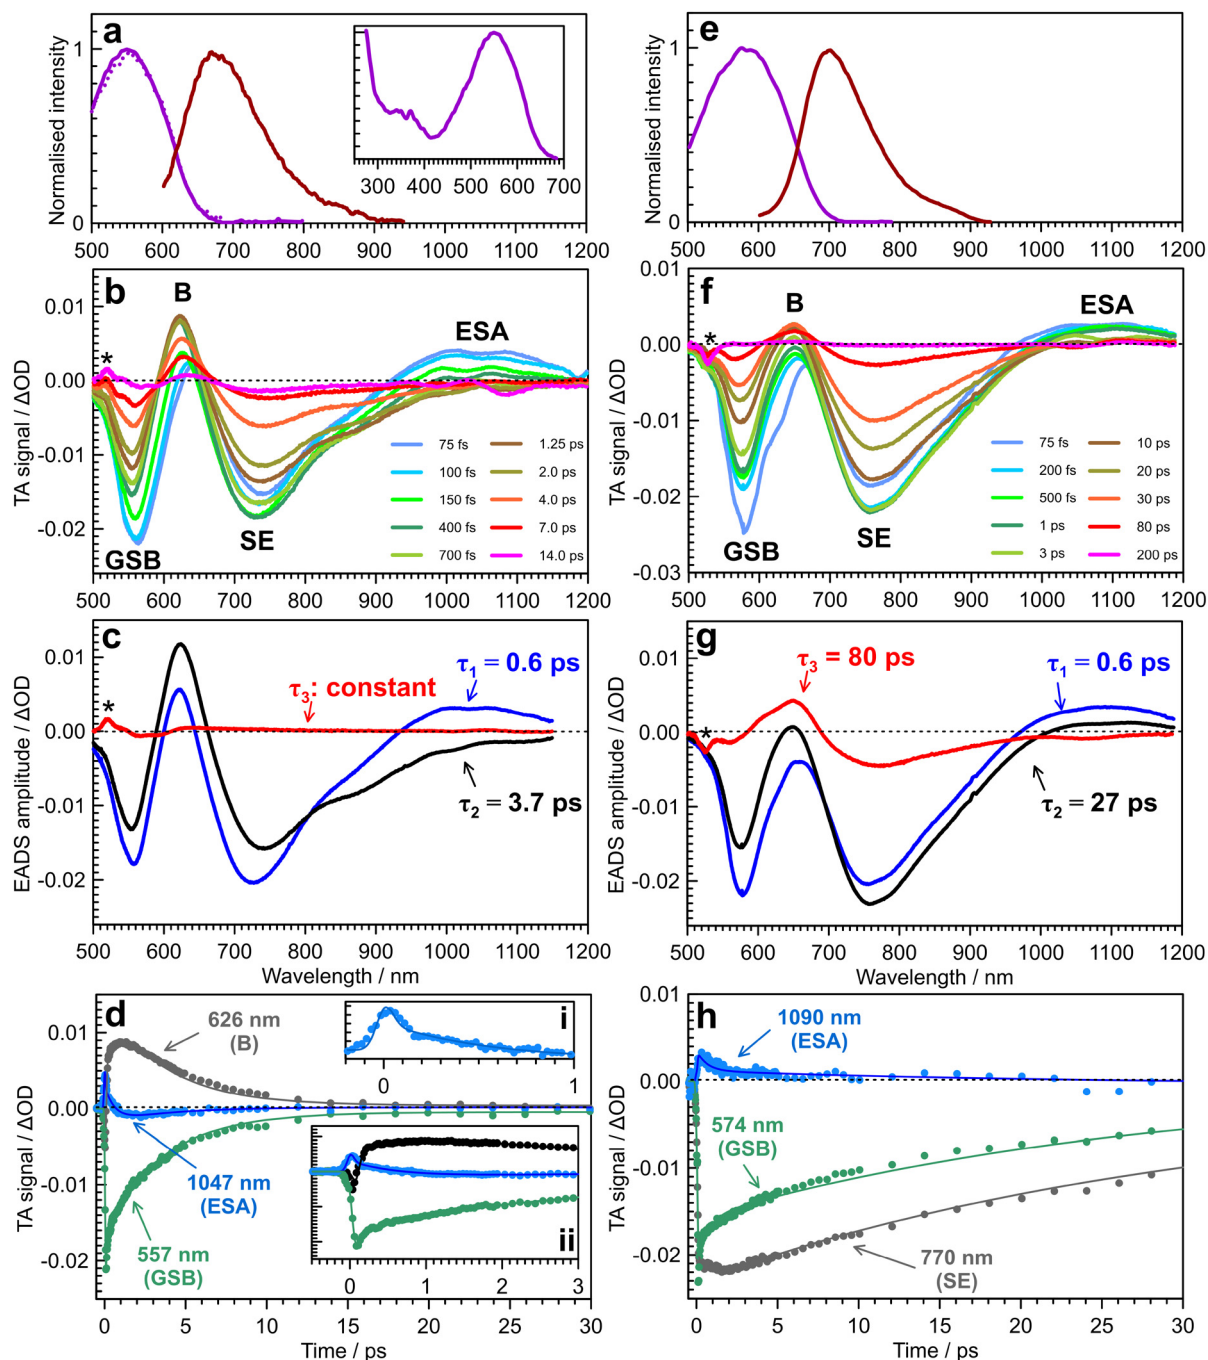 a
Normalised intensity
1
0
500 600 700 800 900 1000 1100 1200
300 400 500 600 700
e
Normalised intensity
1
0
500 600 700 800 900 1000 1100 1200
b
B
ESA
*
TA signal / ΔOD
0.01
0.00
-0.01
-0.02
GSB
SE
75 fs 1.25 ps
100 fs 2.0 ps
150 fs 4.0 ps
400 fs 7.0 ps
700 fs 14.0 ps
500 600 700 800 900 1000 1100 1200
f
B
ESA
*
TA signal / ΔOD
0.01
0.00
-0.01
-0.02
-0.03
GSB
SE
75 fs 10 ps
200 fs 20 ps
500 fs 30 ps
1 ps 80 ps
3 ps 200 ps
500 600 700 800 900 1000 1100 1200
c
EADS amplitude / ΔOD
0.01
0.00
-0.01
-0.02
*
τ1 = 0.6 ps
τ3: constant
τ2 = 3.7 ps
500 600 700 800 900 1000 1100 1200
Wavelength / nm
g
EADS amplitude / ΔOD
0.01
0.00
-0.01
-0.02
*
τ3 = 80 ps
τ1 = 0.6 ps
τ2 = 27 ps
500 600 700 800 900 1000 1100 1200
Wavelength / nm
d
TA signal / ΔOD
0.01
0.00
-0.01
-0.02
626 nm
(B)
i
0 1
1047 nm
(ESA)
557 nm
(GSB)
ii
0 1 2 3
0 5 10 15 20 25 30
Time / ps
h
TA signal / ΔOD
0.01
0.00
-0.01
-0.02
1090 nm
(ESA)
574 nm
(GSB)
770 nm
(SE)
0 5 10 15 20 25 30
Time / ps